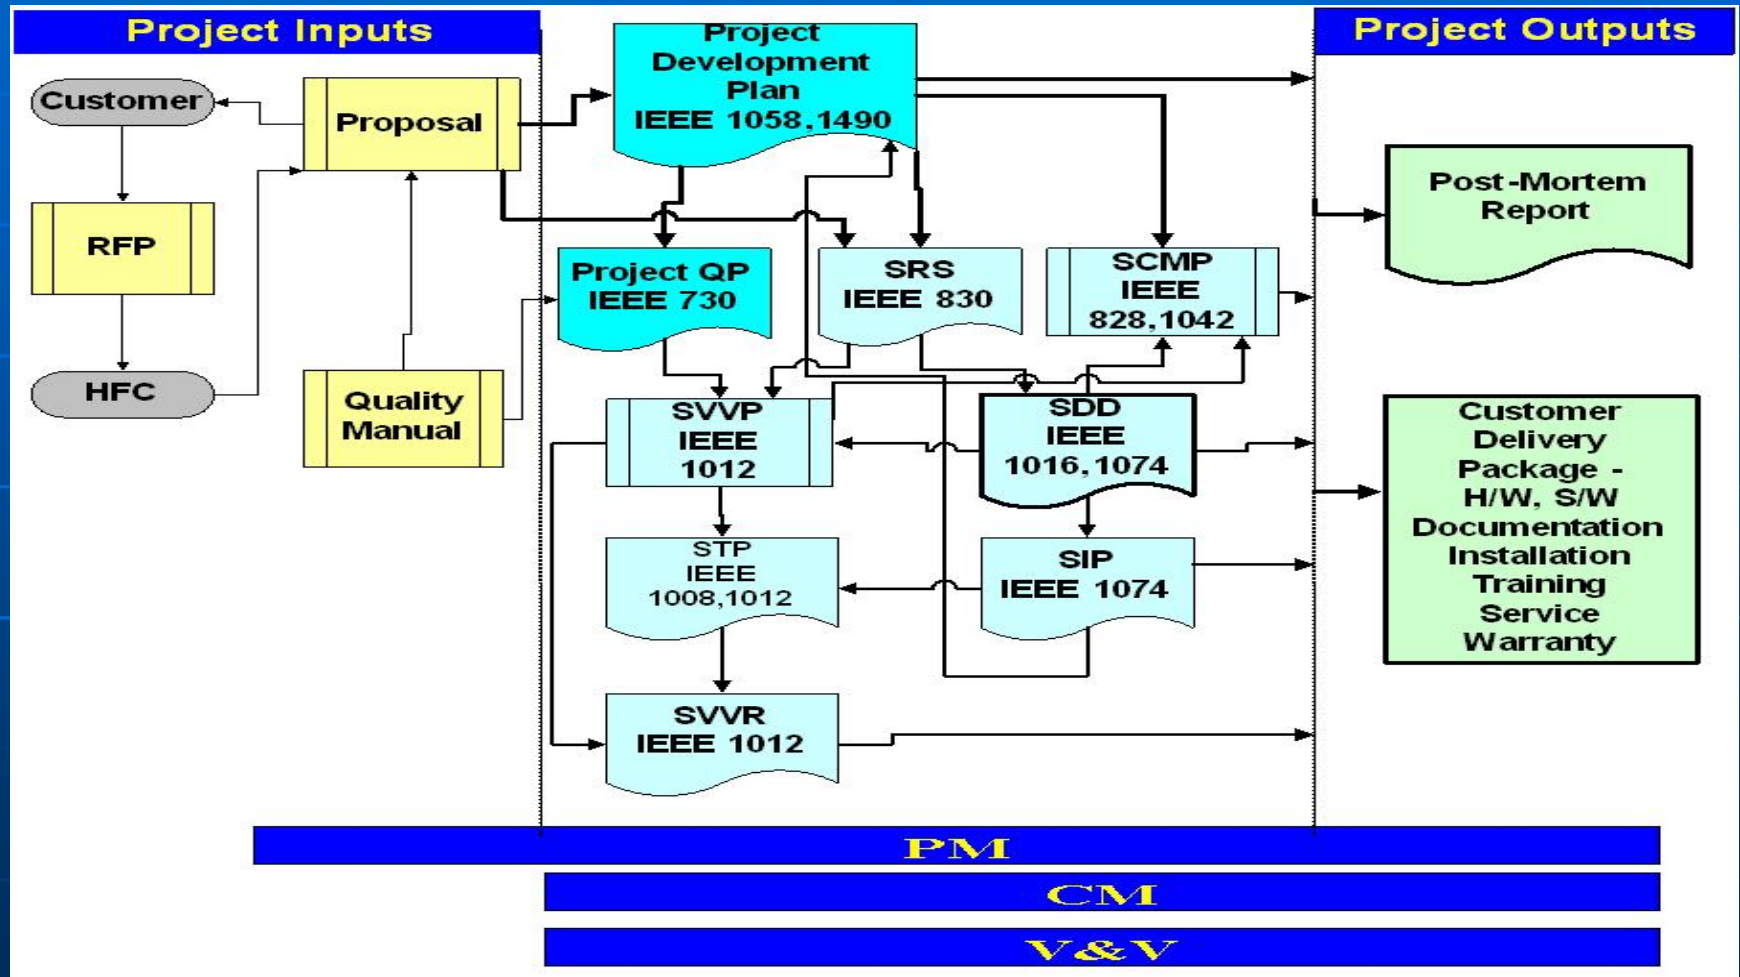 Project Inputs
Project Outputs
Customer
RFP
HFC
Proposal
Quality
Manual
Project
Development
Plan
IEEE 1058,1490
Project QP
IEEE 730
SRS
IEEE 830
SCMP
IEEE
828,1042
SVVP
IEEE
1012
SDD
IEEE
1016,1074
STP
IEEE
1008,1012
SIP
IEEE 1074
SVVR
IEEE 1012
Post-Mortem
Report
Customer
Delivery
Package -
H/W, S/W
Documentation
Installation
Training
Service
Warranty
PM
CM
V&V